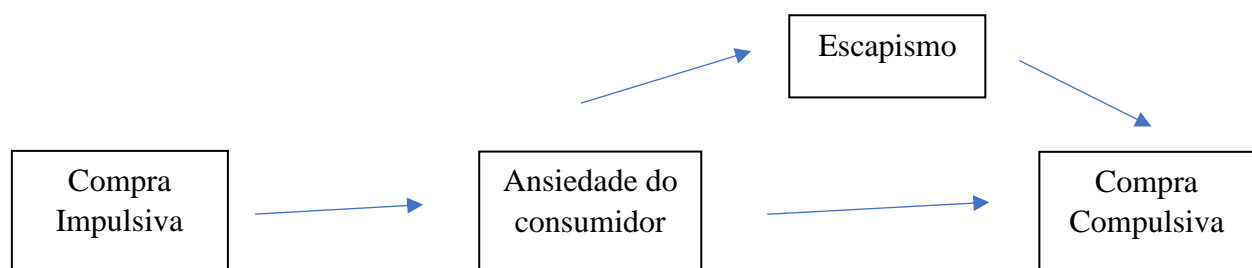 Escapismo
Compra
Impulsiva
Ansiedade do
consumidor
Compra
Compulsiva